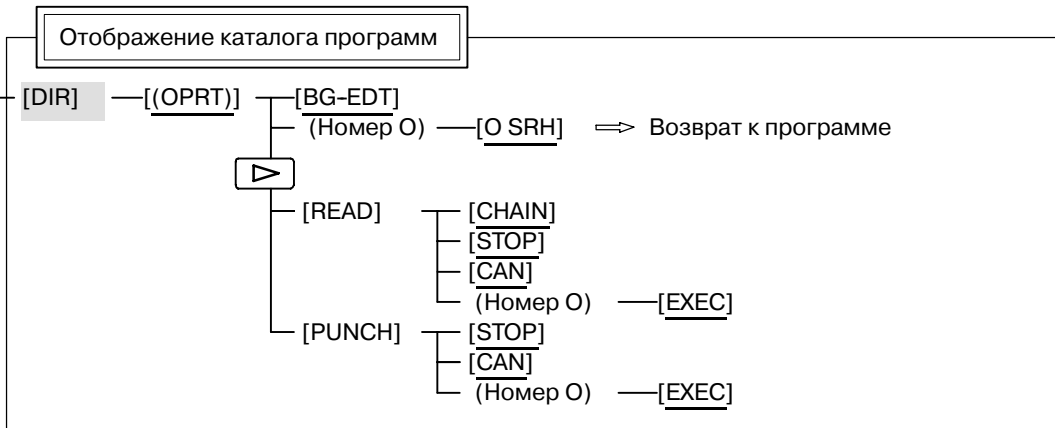 Отображение каталога программ
[DIR] [(OPRT)] [BG-EDT]
(Номер O) [O SRH] Возврат к программе
[READ] [CHAIN]
[STOP]
[CAN]
(Номер O) [EXEC]
[PUNCH] [STOP]
[CAN]
(Номер O) [EXEC]